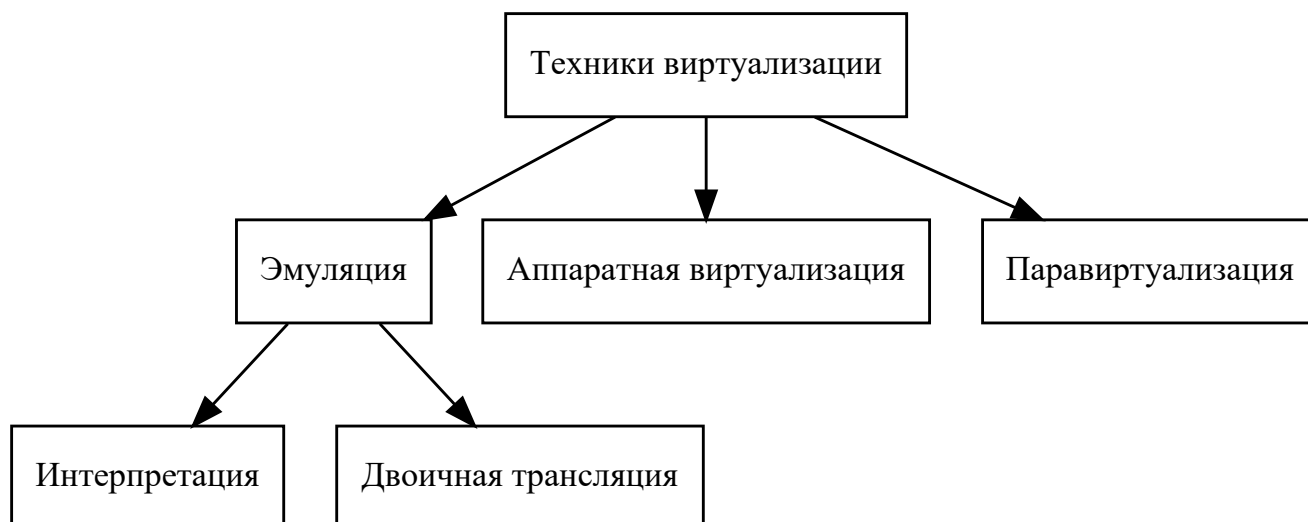 Техники виртуализации
Эмуляция
Аппаратная виртуализация
Паравиртуализация
Интерпретация
Двоичная трансляция